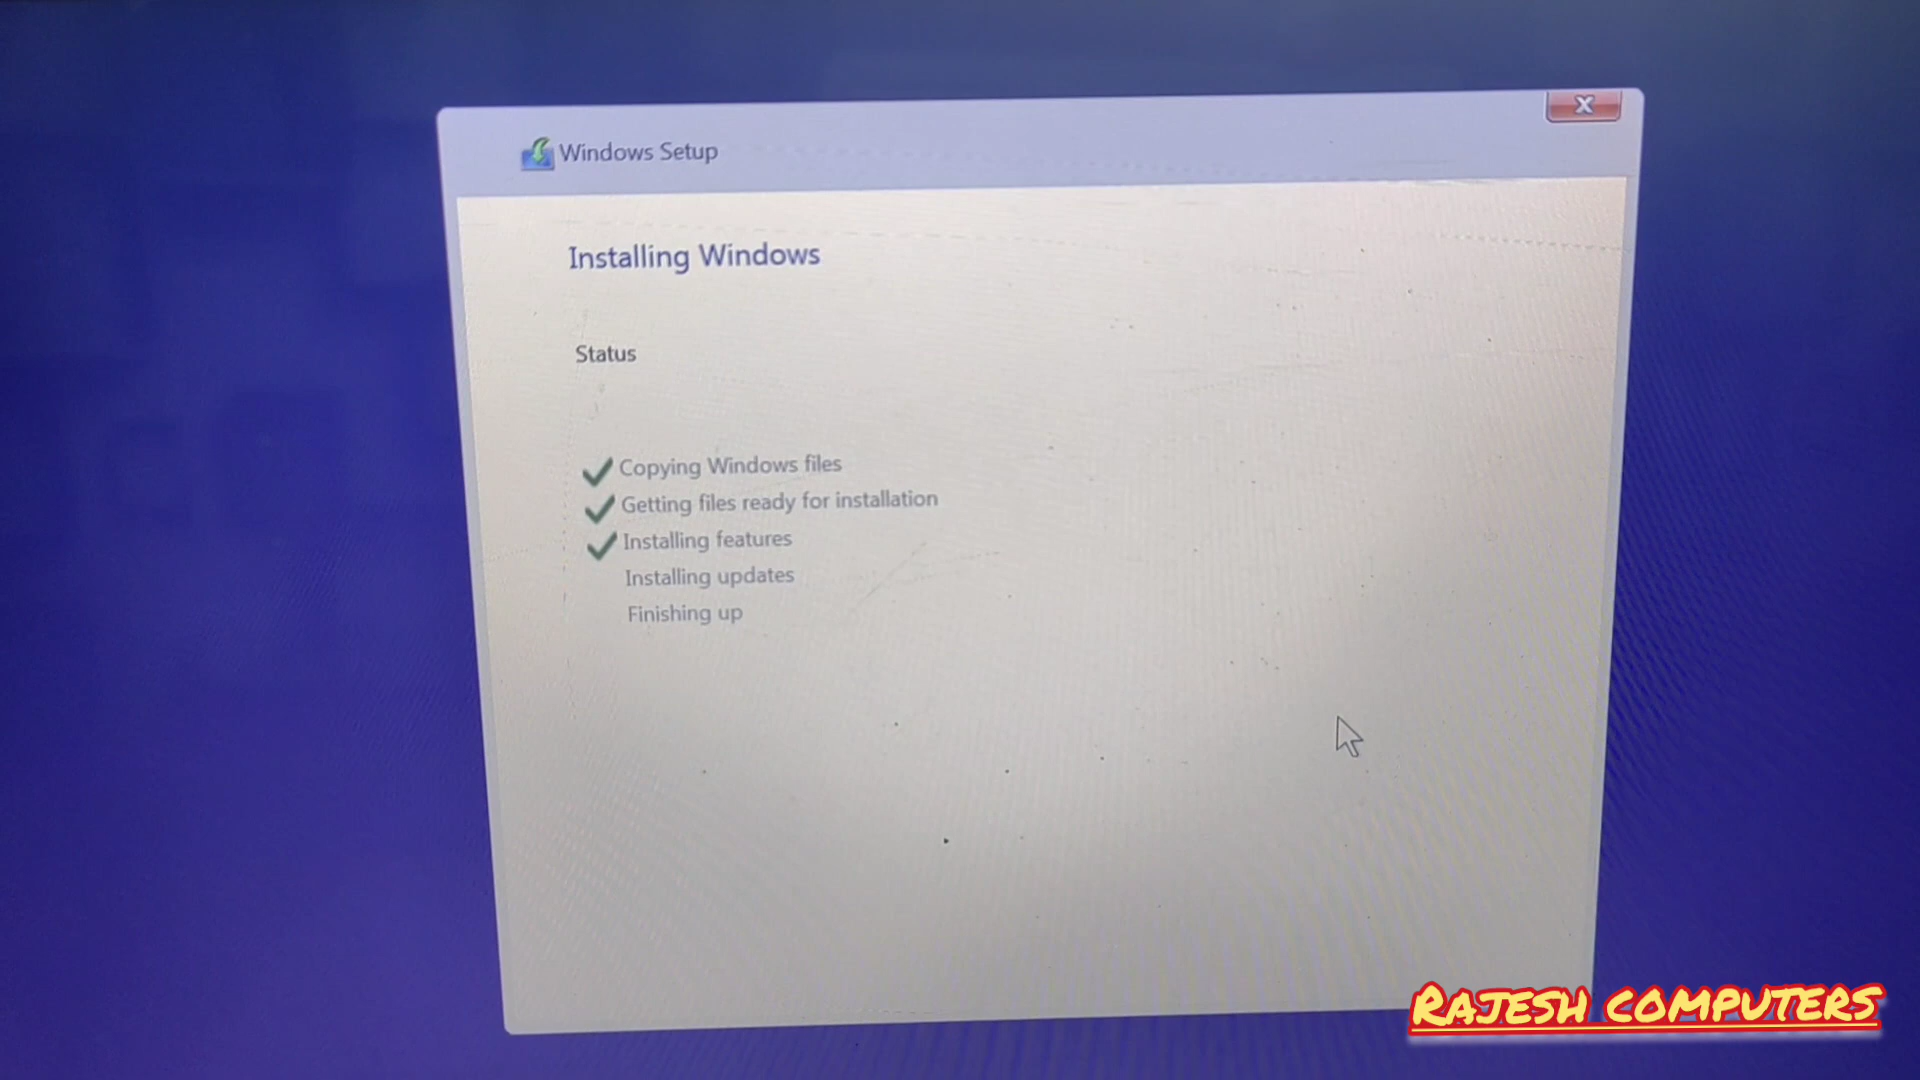 Windows Setup
Installing Windows
Status
Copying Windows files
Getting files ready for installation
Installing features
Installing updates
Finishing up
RAJESH COMPUTERS